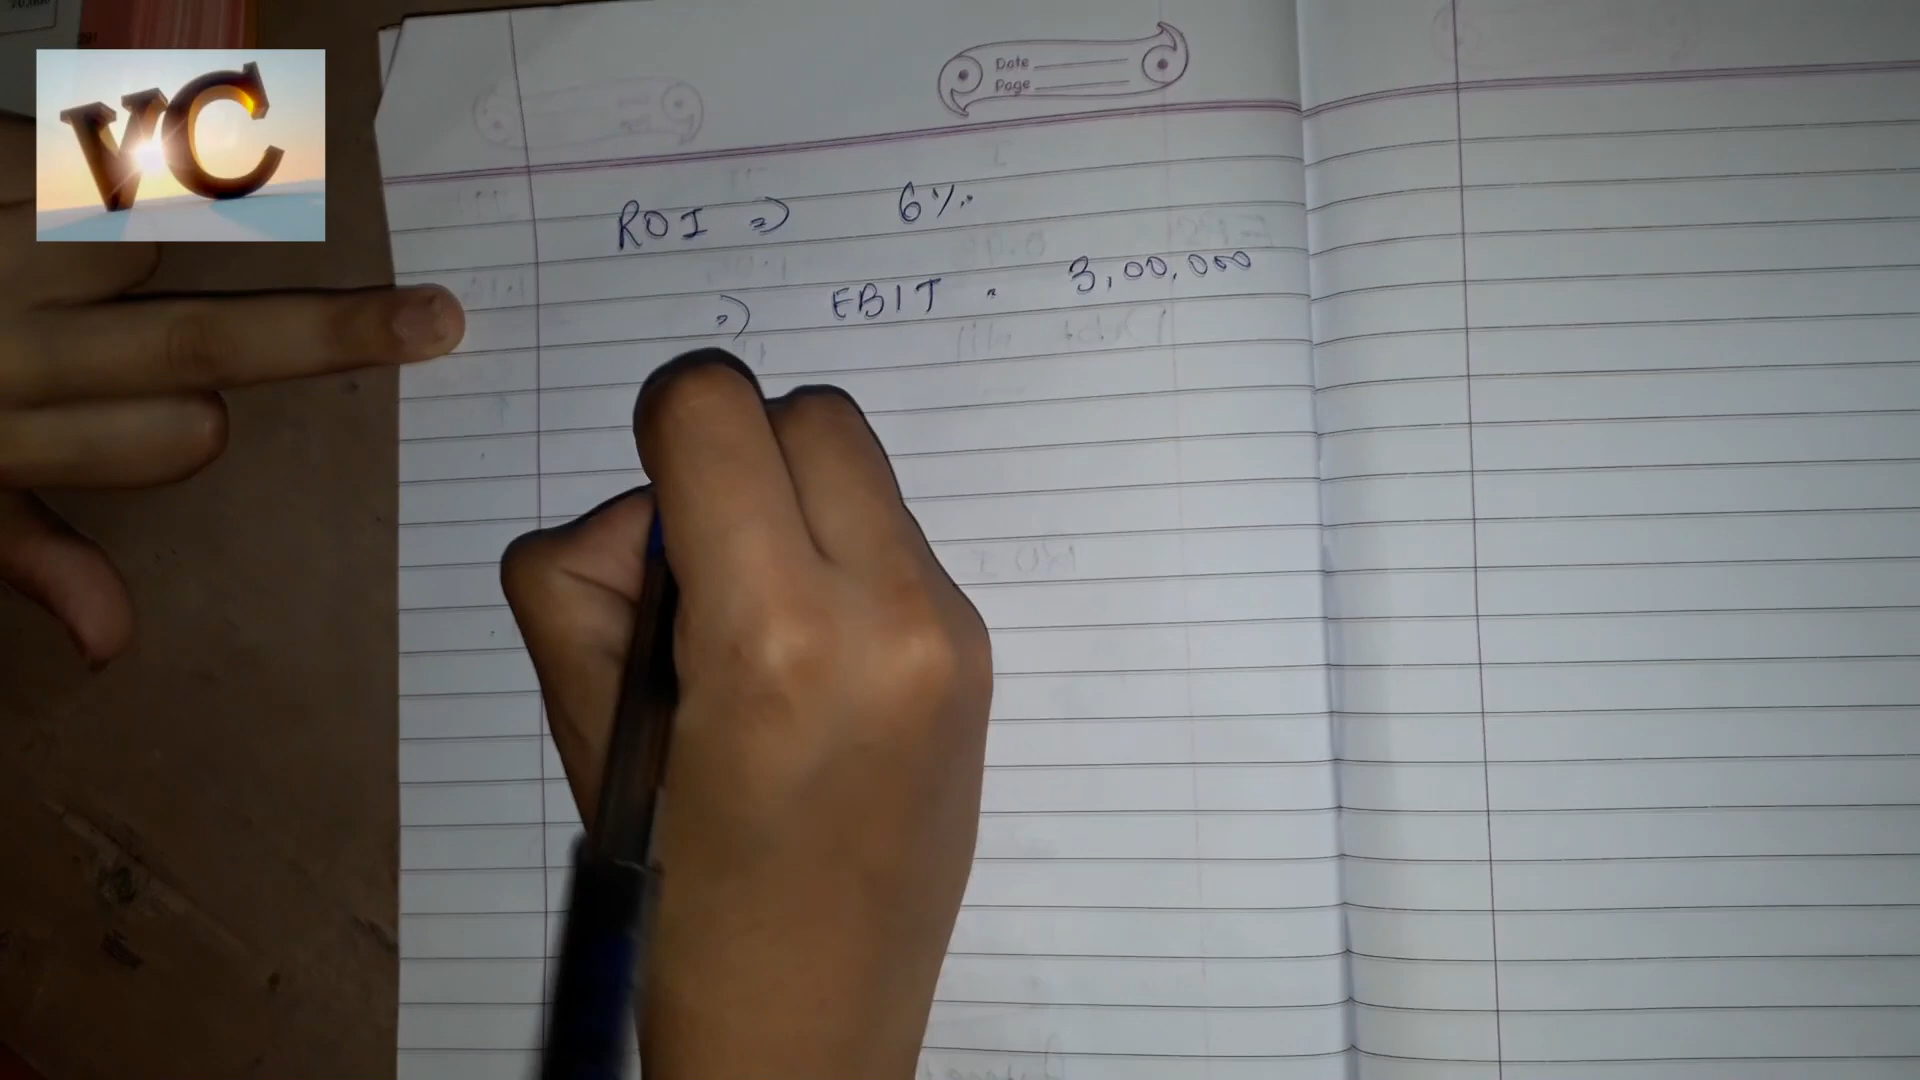 VC
Date
Page
ROI => 6%
=> EBIT = 3,00,000